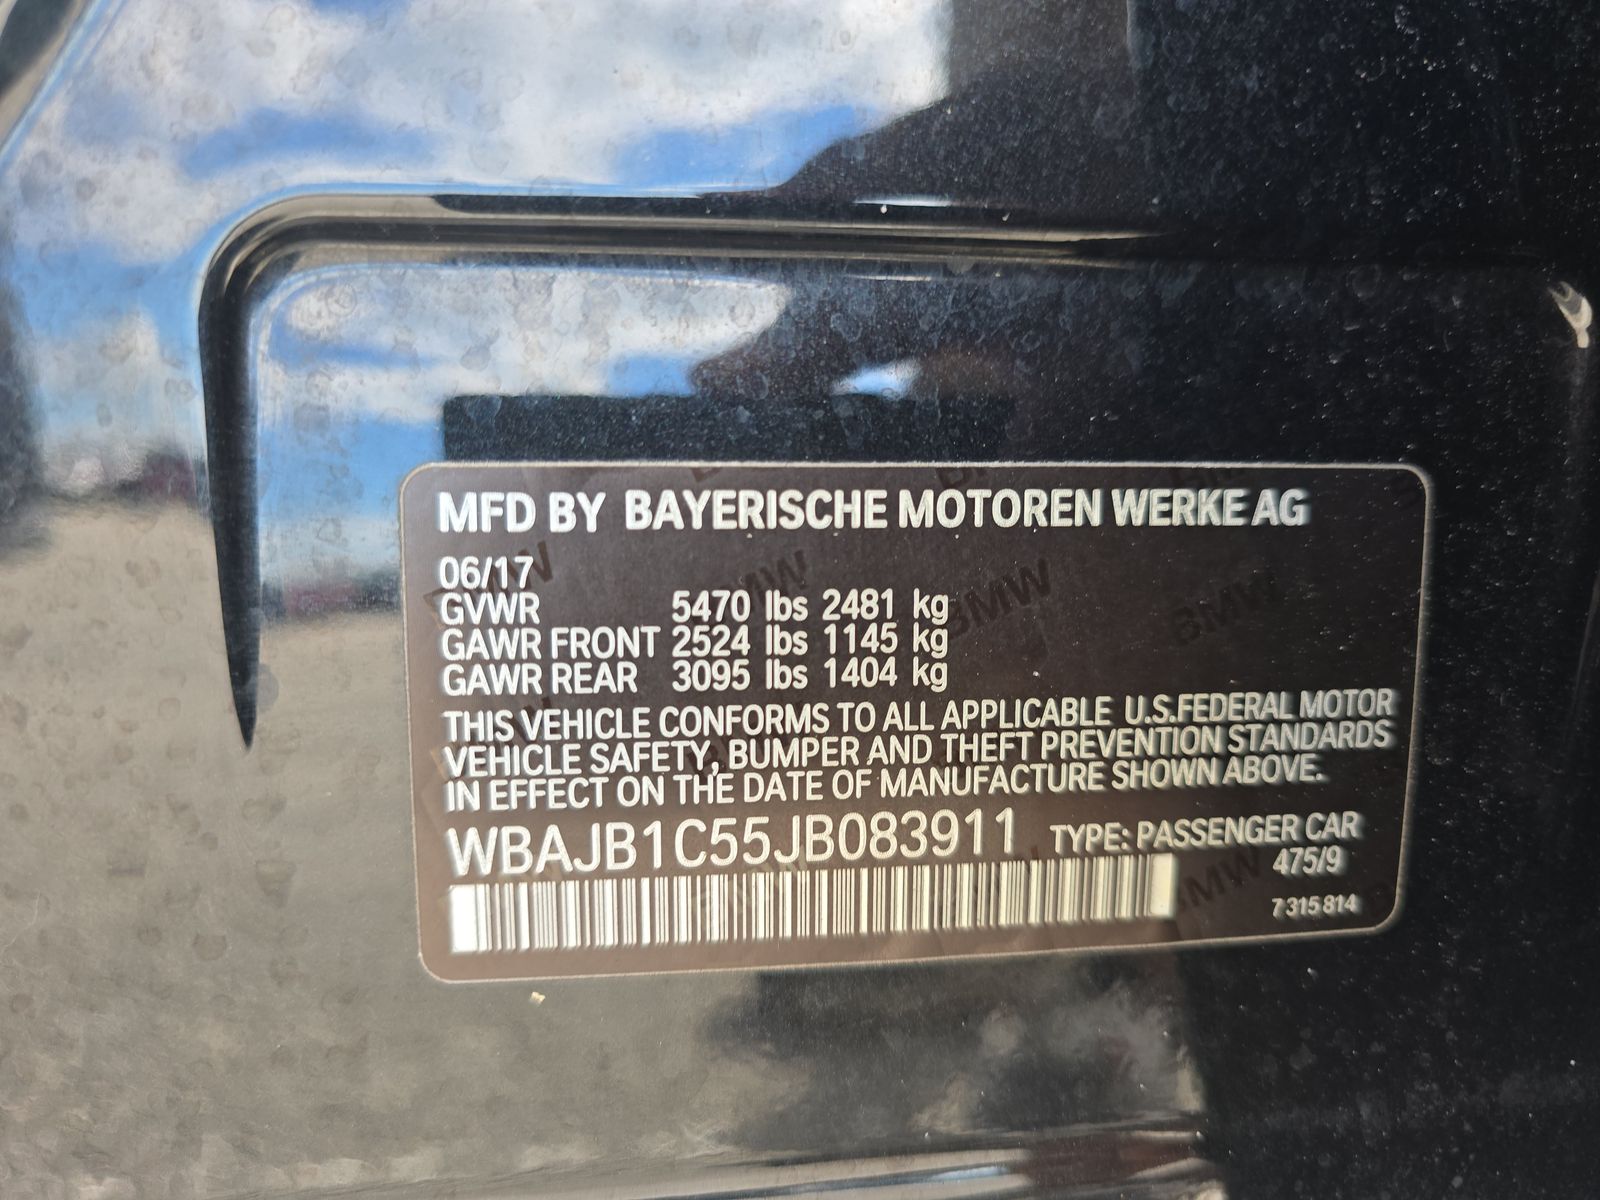 MFD BY BAYERISCHE MOTOREN WERKE AG
06/17
GVWR 5470 lbs 2481 kg
GAWR FRONT 2524 lbs 1145 kg
GAWR REAR 3095 lbs 1404 kg
THIS VEHICLE CONFORMS TO ALL APPLICABLE U.S.FEDERAL MOTOR
VEHICLE SAFETY, BUMPER AND THEFT PREVENTION STANDARDS
IN EFFECT ON THE DATE OF MANUFACTURE SHOWN ABOVE.
WBAJB1C55JB083911 TYPE: PASSENGER CAR
475/9
7 315 814